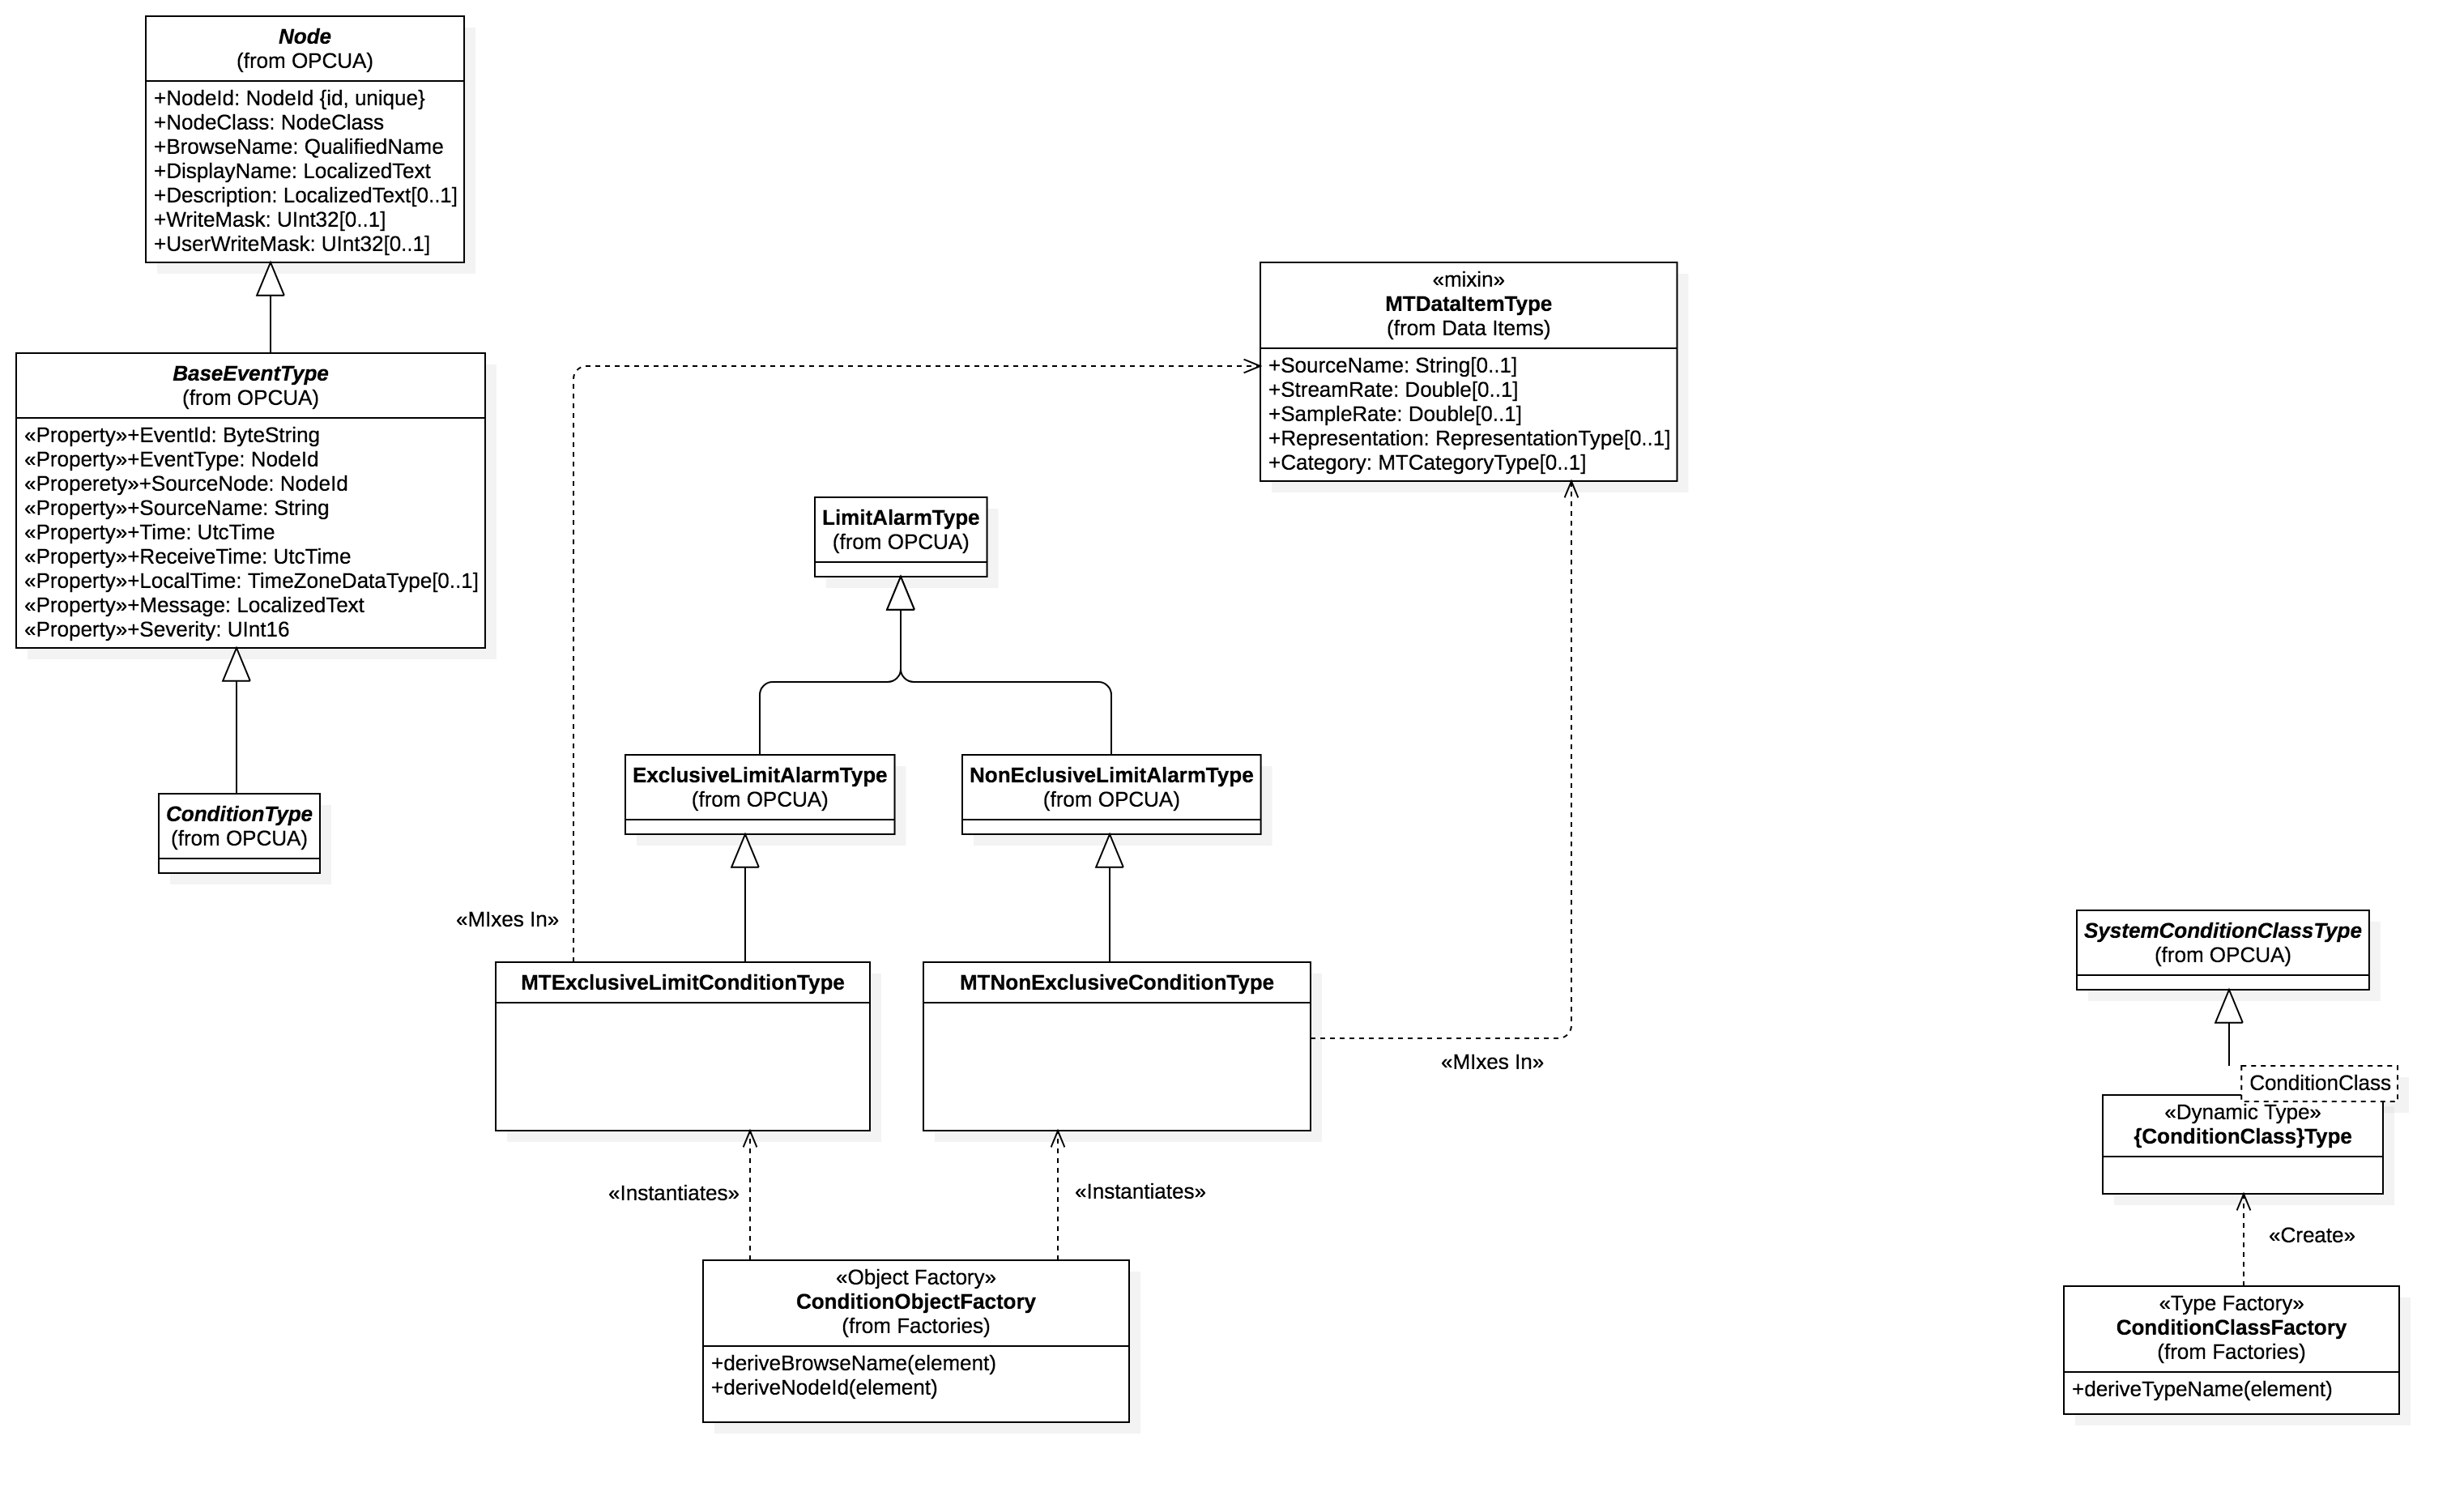 Node
(from OPCUA)
+NodeId: NodeId {id, unique}
+NodeClass: NodeClass
+BrowseName: QualifiedName
+DisplayName: LocalizedText
+Description: LocalizedText[0..1]
+WriteMask: UInt32[0..1]
+UserWriteMask: UInt32[0..1]
BaseEventType
(from OPCUA)
«Property»+EventId: ByteString
«Property»+EventType: NodeId
«Properety»+SourceNode: NodeId
«Property»+SourceName: String
«Property»+Time: UtcTime
«Property»+ReceiveTime: UtcTime
«Property»+LocalTime: TimeZoneDataType[0..1]
«Property»+Message: LocalizedText
«Property»+Severity: UInt16
ConditionType
(from OPCUA)
«mixin»
MTDataItemType
(from Data Items)
+SourceName: String[0..1]
+StreamRate: Double[0..1]
+SampleRate: Double[0..1]
+Representation: RepresentationType[0..1]
+Category: MTCategoryType[0..1]
LimitAlarmType
(from OPCUA)
ExclusiveLimitAlarmType
(from OPCUA)
NonEclusiveLimitAlarmType
(from OPCUA)
«MIxes In»
MTExclusiveLimitConditionType
MTNonExclusiveConditionType
«MIxes In»
«Instantiates»
«Instantiates»
«Object Factory»
ConditionObjectFactory
(from Factories)
+deriveBrowseName(element)
+deriveNodeId(element)
SystemConditionClassType
(from OPCUA)
ConditionClass
«Dynamic Type»
{ConditionClass}Type
«Create»
«Type Factory»
ConditionClassFactory
(from Factories)
+deriveTypeName(element)